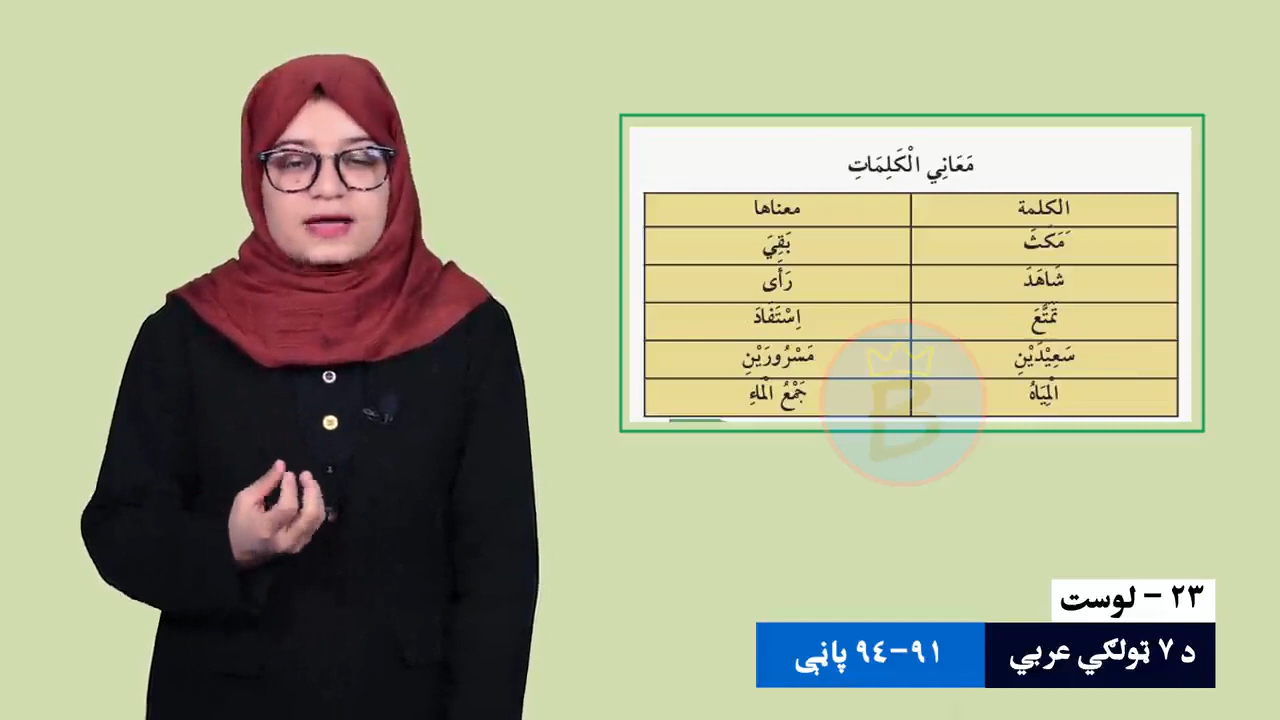 مَعَانِي الْكَلِمَاتِ
الكلمة معناها
مَكَثَ بَقِيَ
شَاهَدَ رَأَى
تَمَتَّعَ اِسْتَفَادَ
سَعِيْدَيْنِ مَسْرُورَيْنِ
الْمِيَاهُ جَمْعُ الْمَاءِ
B
٢٣ – لوست
د ٧ ټولګي عربي ٩١-٩٤ پاڼې